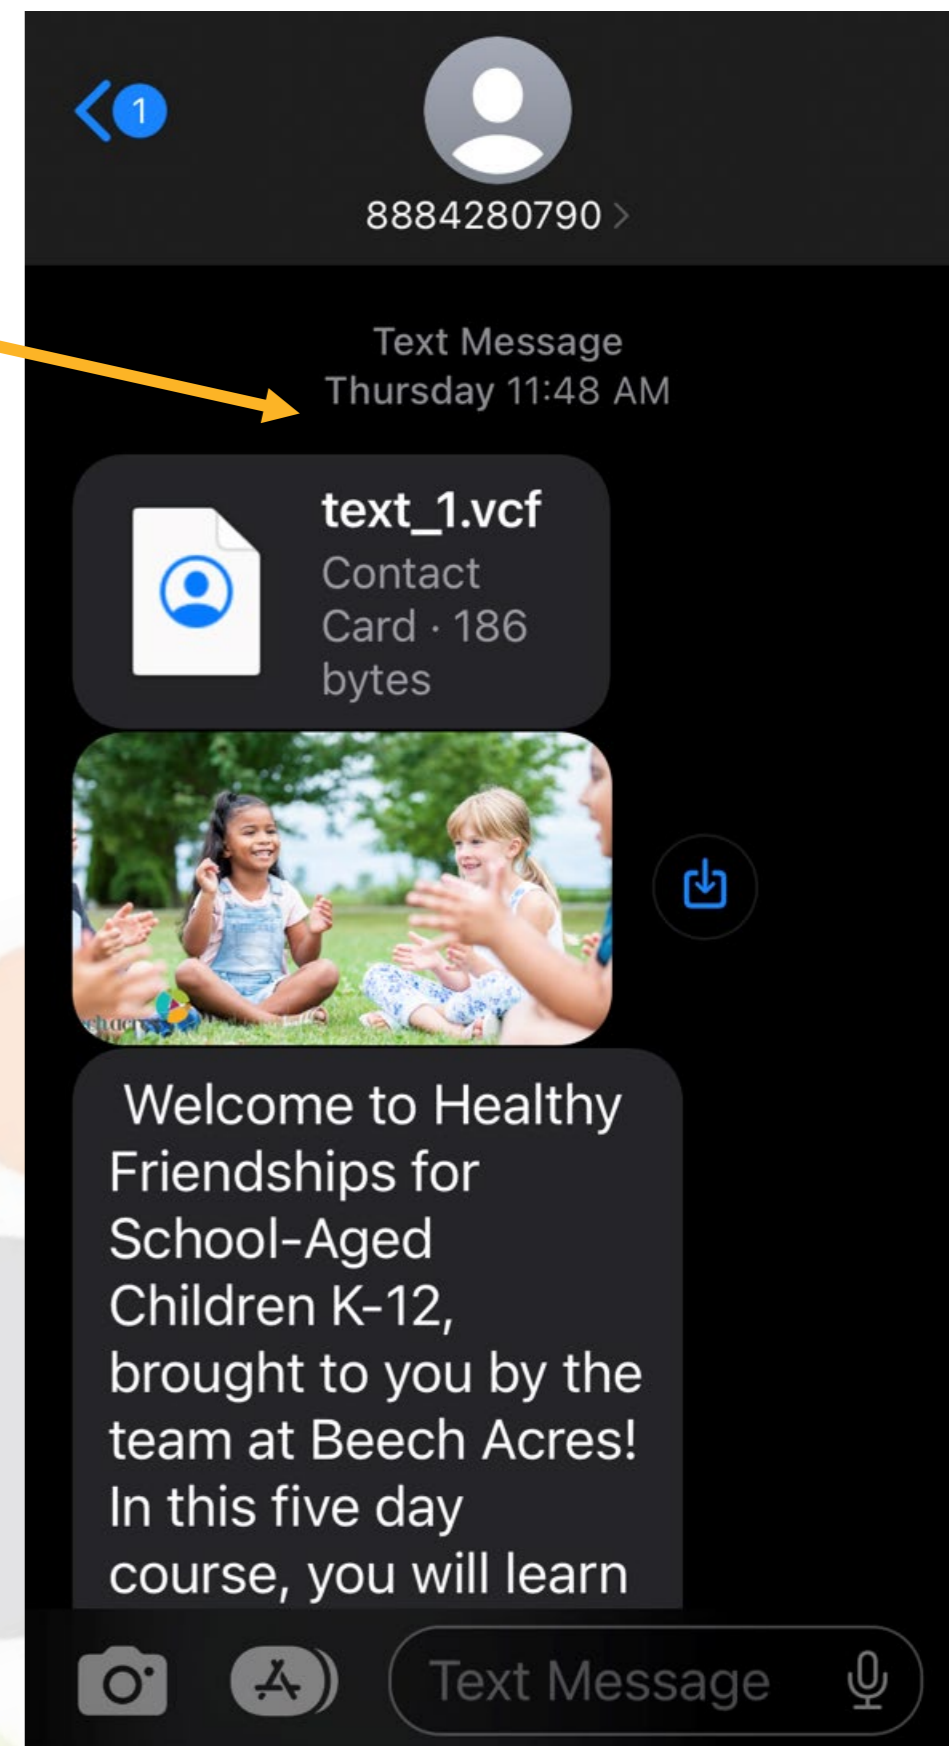 1
8884280790
Text Message
Thursday 11:48 AM
text_1.vcf
Contact
Card · 186
bytes
Welcome to Healthy
Friendships for
School-Aged
Children K-12,
brought to you by the
team at Beech Acres!
In this five day
course, you will learn
Text Message